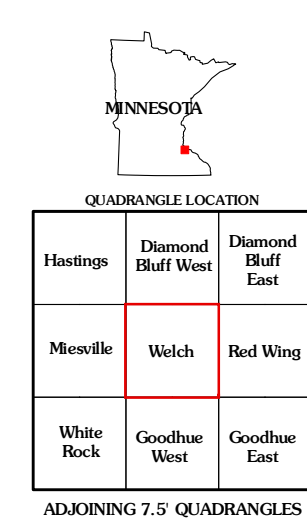 MINNESOTA
QUADRANGLE LOCATION
Hastings
Diamond
Bluff West
Diamond
Bluff
East
Miesville
Welch
Red Wing
White
Rock
Goodhue
West
Goodhue
East
ADJOINING 7.5' QUADRANGLES